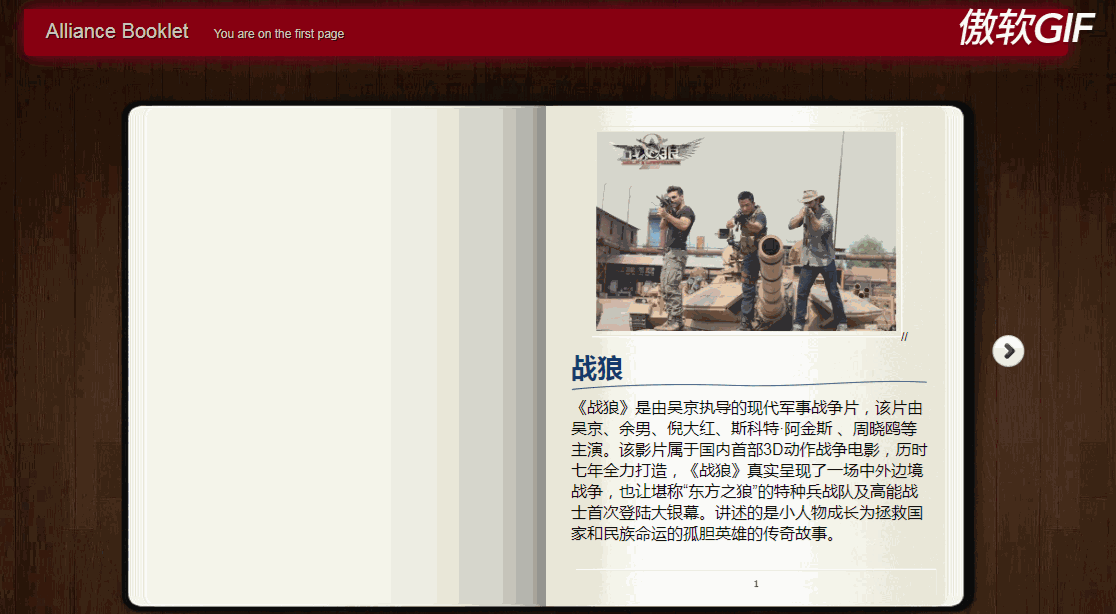 Alliance Booklet
You are on the first page
傲软GIF
战狼
//
战狼
《战狼》是由吴京执导的现代军事战争片，该片由
吴京、余男、倪大红、斯科特·阿金斯 、周晓鸥等
主演。该影片属于国内首部3D动作战争电影，历时
七年全力打造，《战狼》真实呈现了一场中外边境
战争，也让堪称“东方之狼”的特种兵战队及高能战
士首次登陆大银幕。讲述的是小人物成长为拯救国
家和民族命运的孤胆英雄的传奇故事。
1